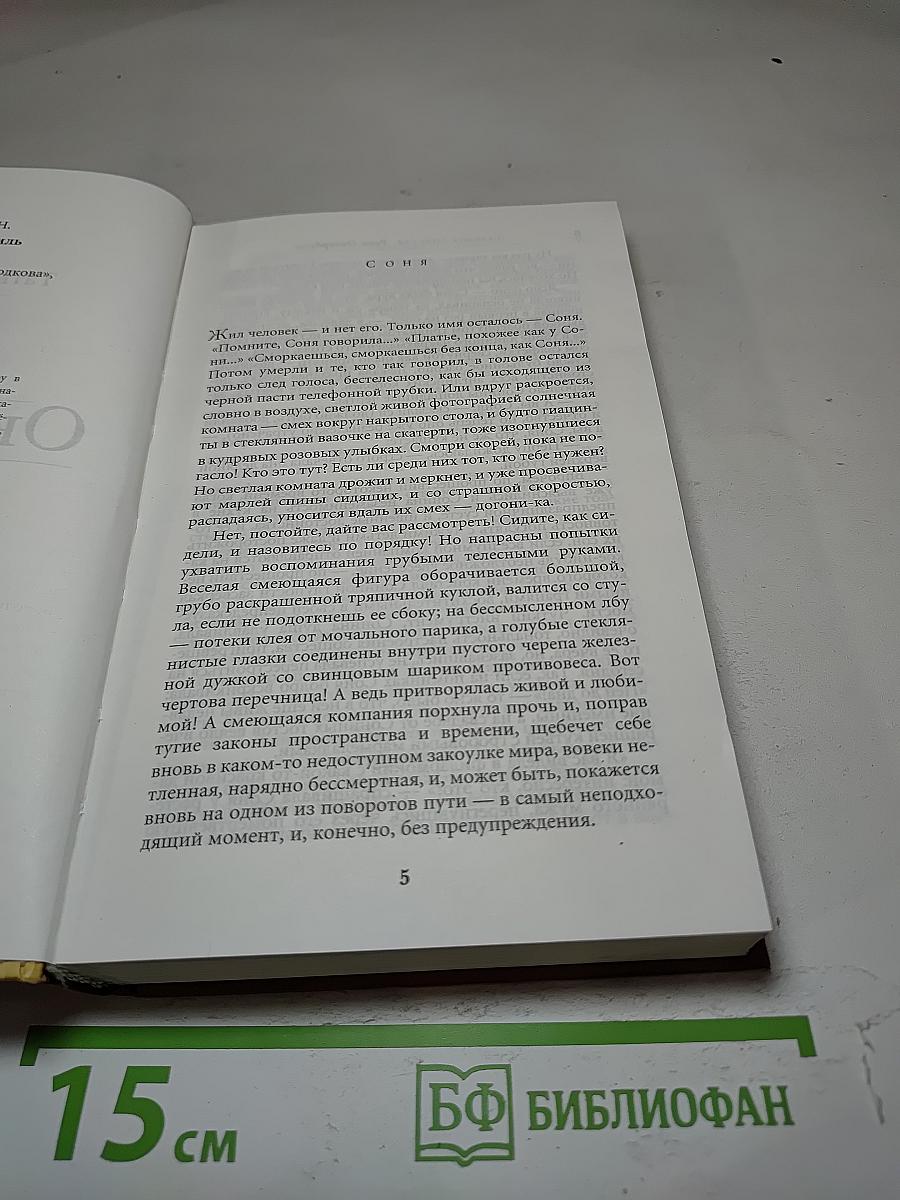 Н.
иль
одкова»,
у в
на-
ка-
С О Н Я
Жил человек — и нет его. Только имя осталось — Соня.
«Помните, Соня говорила...» «Платье, похожее как у Со-
ни...» «Сморкаешься, сморкаешься без конца, как Соня...»
Потом умерли и те, кто так говорил, в голове остался
только след голоса, бестелесного, как бы исходящего из
черной пасти телефонной трубки. Или вдруг раскроется,
словно в воздухе, светлой живой фотографией солнечная
комната — смех вокруг накрытого стола, и будто гиацин-
ты в стеклянной вазочке на скатерти, тоже изогнувшиеся
в кудрявых розовых улыбках. Смотри скорей, пока не по-
гасло! Кто это тут? Есть ли среди них тот, кто тебе нужен?
Но светлая комната дрожит и меркнет, и уже просвечива-
ют марлей спины сидящих, и со страшной скоростью,
распадаясь, уносится вдаль их смех — догони-ка.
Нет, постойте, дайте вас рассмотреть! Сидите, как си-
дели, и назовитесь по порядку! Но напрасны попытки
ухватить воспоминания грубыми телесными руками.
Веселая смеющаяся фигура оборачивается большой,
грубо раскрашенной тряпичной куклой, валится со сту-
ла, если не подоткнешь ее сбоку; на бессмысленном лбу
— потеки клея от мочального парика, а голубые стекля-
нистые глазки соединены внутри пустого черепа желез-
ной дужкой со свинцовым шариком противовеса. Вот
чертова перечница! А ведь притворялась живой и люби-
мой! А смеющаяся компания порхнула прочь и, поправ
тугие законы пространства и времени, щебечет себе
вновь в каком-то недоступном закоулке мира, вовеки не-
тленная, нарядно бессмертная, и, может быть, покажется
вновь на одном из поворотов пути — в самый неподхо-
дящий момент, и, конечно, без предупреждения.
5
15 см
БФ БИБЛИОФАН